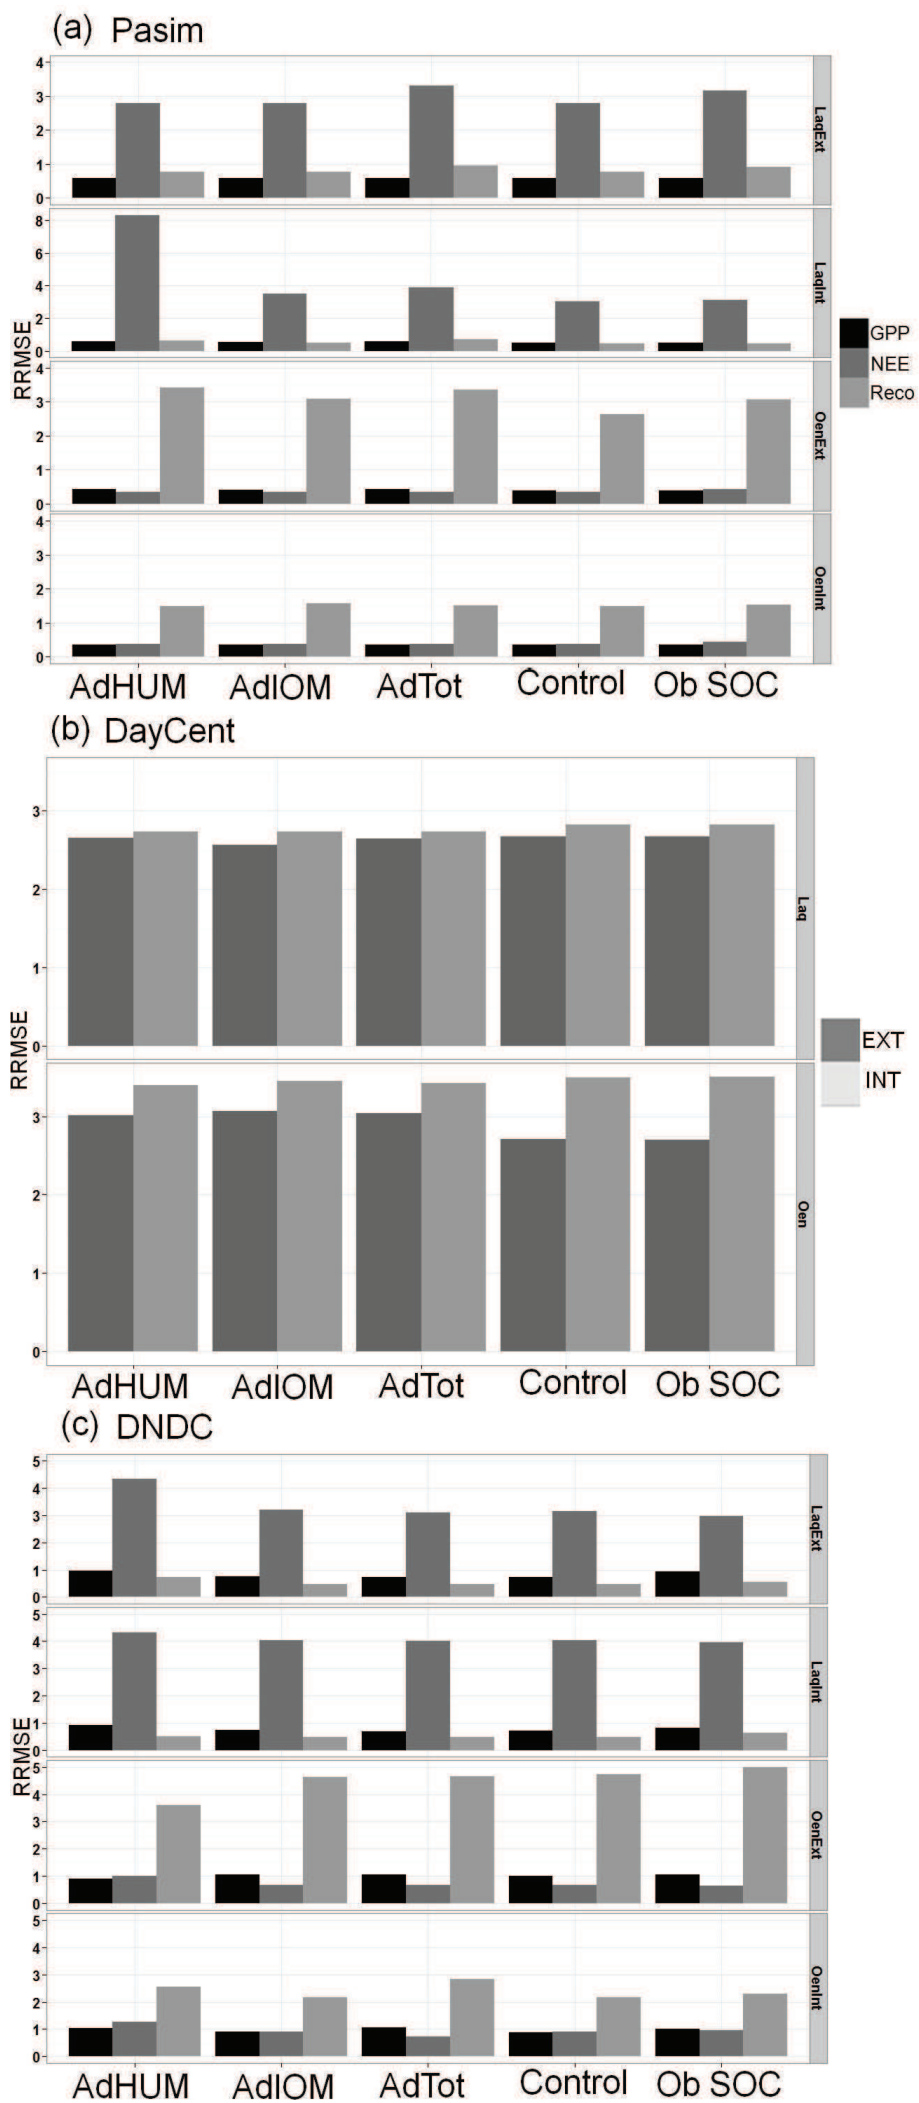 (a) Pasim
4
3
2
1
0
LaqExt
8
6
4
2
0
LaqInt
4
3
2
1
0
OenExt
4
3
2
1
0
OenInt
RRMSE
GPP
NEE
Reco
AdHUM AdIOM AdTot Control Ob SOC
(b) DayCent
3
2
1
0
Laq
3
2
1
0
Oen
RRMSE
EXT
INT
AdHUM AdIOM AdTot Control Ob SOC
(c) DNDC
5
4
3
2
1
0
LaqExt
5
4
3
2
1
0
LaqInt
5
4
3
2
1
0
OenExt
5
4
3
2
1
0
OenInt
RRMSE
AdHUM AdIOM AdTot Control Ob SOC